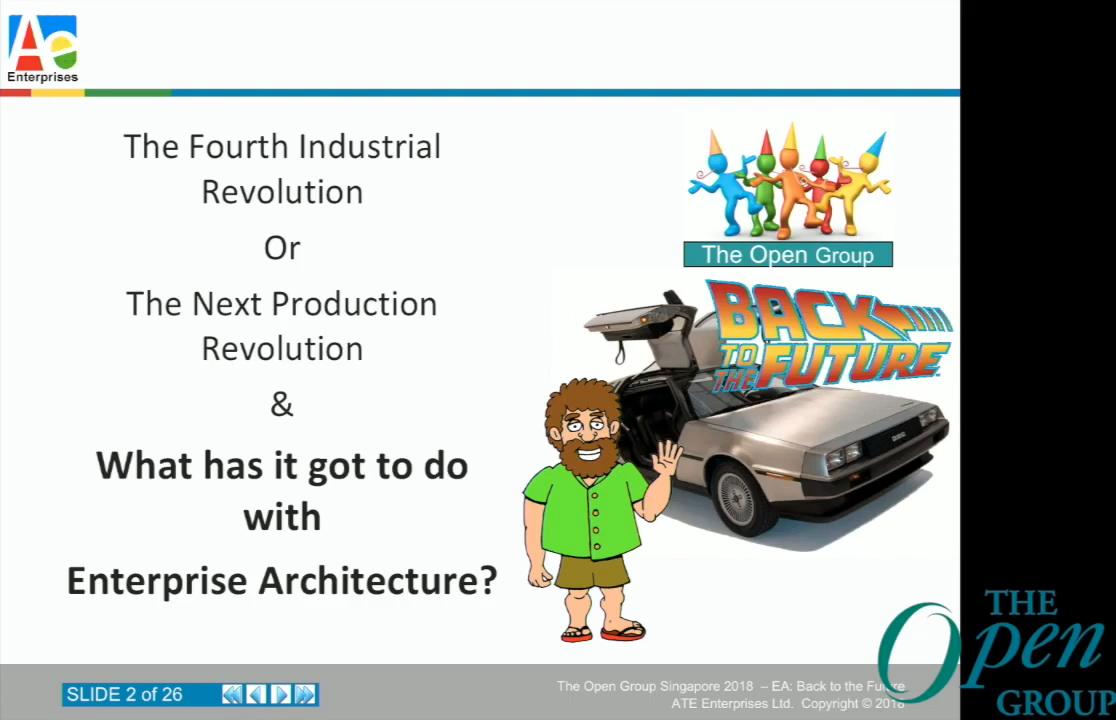 Ae
Enterprises
The Fourth Industrial
Revolution
Or
The Next Production
Revolution
&
What has it got to do
with
Enterprise Architecture?
The Open Group
BACK
TO THE FUTURE
DMC
SLIDE 2 of 26
The Open Group Singapore 2018 – EA: Back to the Future
ATE Enterprises Ltd. Copyright © 2018
THE
Open
GROUP